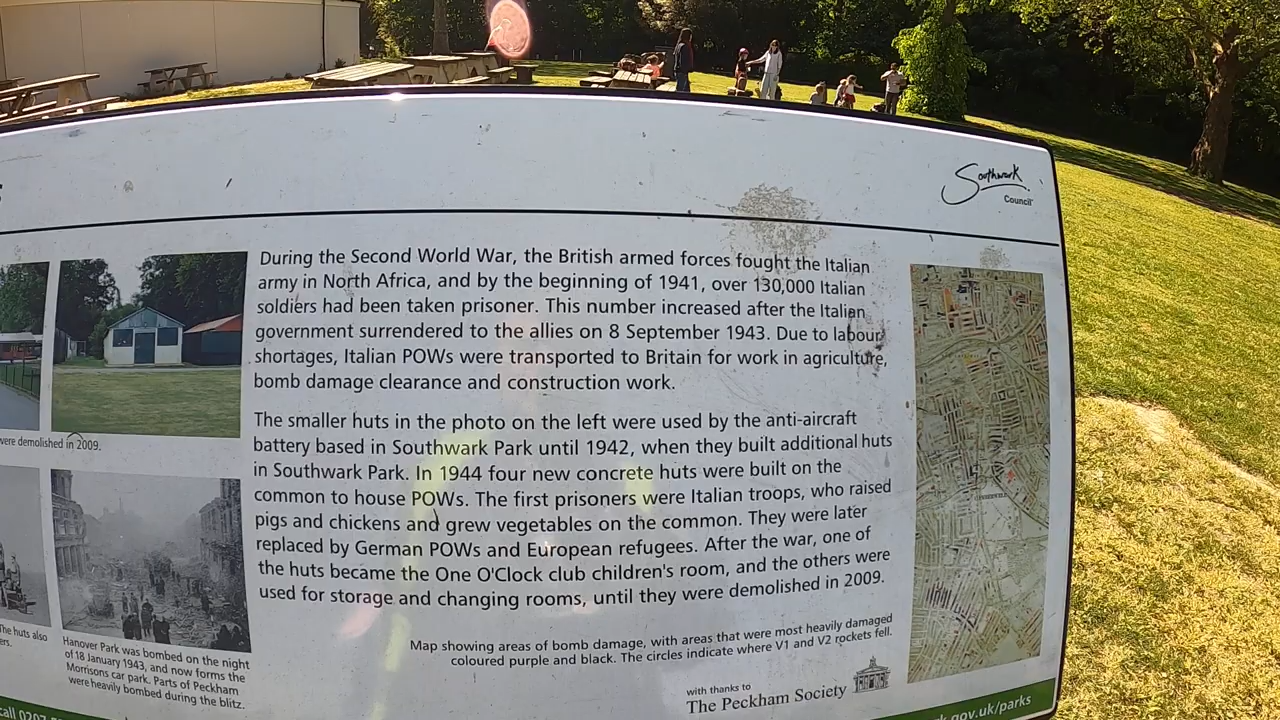 Southwark
Council
During the Second World War, the British armed forces fought the Italian
army in North Africa, and by the beginning of 1941, over 130,000 Italian
soldiers had been taken prisoner. This number increased after the Italian
government surrendered to the allies on 8 September 1943. Due to labour
shortages, Italian POWs were transported to Britain for work in agriculture,
bomb damage clearance and construction work.
The smaller huts in the photo on the left were used by the anti-aircraft
battery based in Southwark Park until 1942, when they built additional huts
in Southwark Park. In 1944 four new concrete huts were built on the
common to house POWs. The first prisoners were Italian troops, who raised
pigs and chickens and grew vegetables on the common. They were later
replaced by German POWs and European refugees. After the war, one of
the huts became the One O'Clock club children's room, and the others were
used for storage and changing rooms, until they were demolished in 2009.
were demolished in 2009.
The huts also
Hanover Park was bombed on the night
of 18 January 1943, and now forms the
Morrisons car park. Parts of Peckham
were heavily bombed during the blitz.
Map showing areas of bomb damage, with areas that were most heavily damaged
coloured purple and black. The circles indicate where V1 and V2 rockets fell.
with thanks to
The Peckham Society
call 0207
.gov.uk/parks